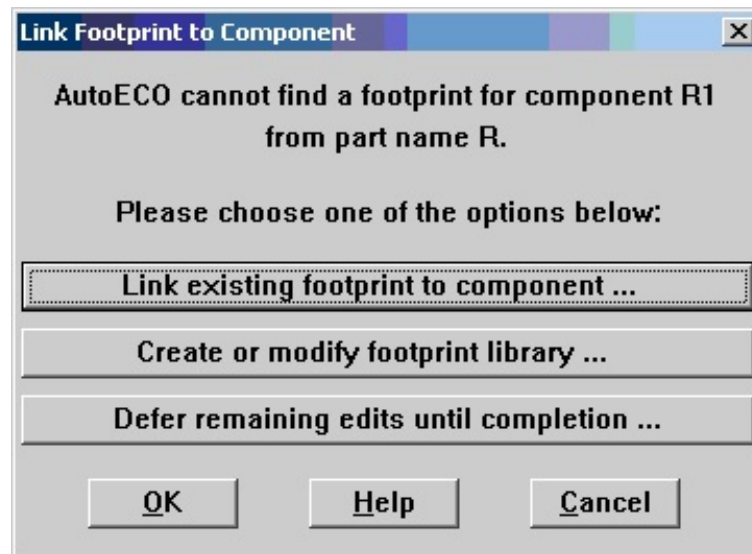 Link Footprint to Component
AutoECO cannot find a footprint for component R1
from part name R.
Please choose one of the options below:
Link existing footprint to component ...
Create or modify footprint library ...
Defer remaining edits until completion ...
OK Help Cancel